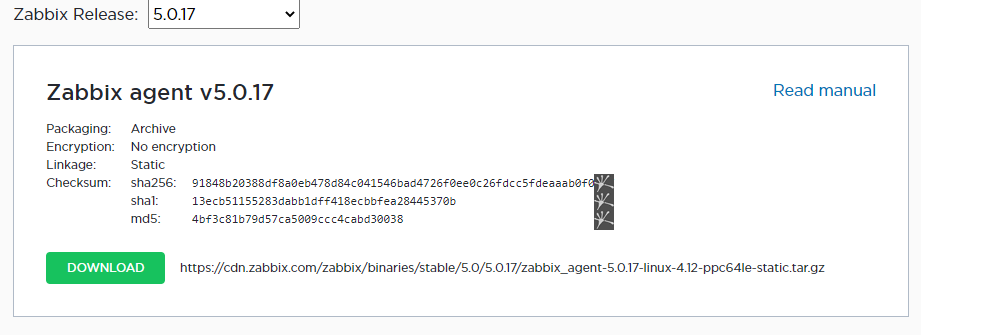 Zabbix Release: 5.0.17
Zabbix agent v5.0.17 Read manual
Packaging: Archive
Encryption: No encryption
Linkage: Static
Checksum: sha256: 91848b20388df8a0eb478d84c041546bad4726f0ee0c26fdcc5fdeaaab0f0
sha1: 13ecb51155283dabb1dff418ecbbfea28445370b
md5: 4bf3c81b79d57ca5009ccc4cabd30038
DOWNLOAD https://cdn.zabbix.com/zabbix/binaries/stable/5.0/5.0.17/zabbix_agent-5.0.17-linux-4.12-ppc64le-static.tar.gz